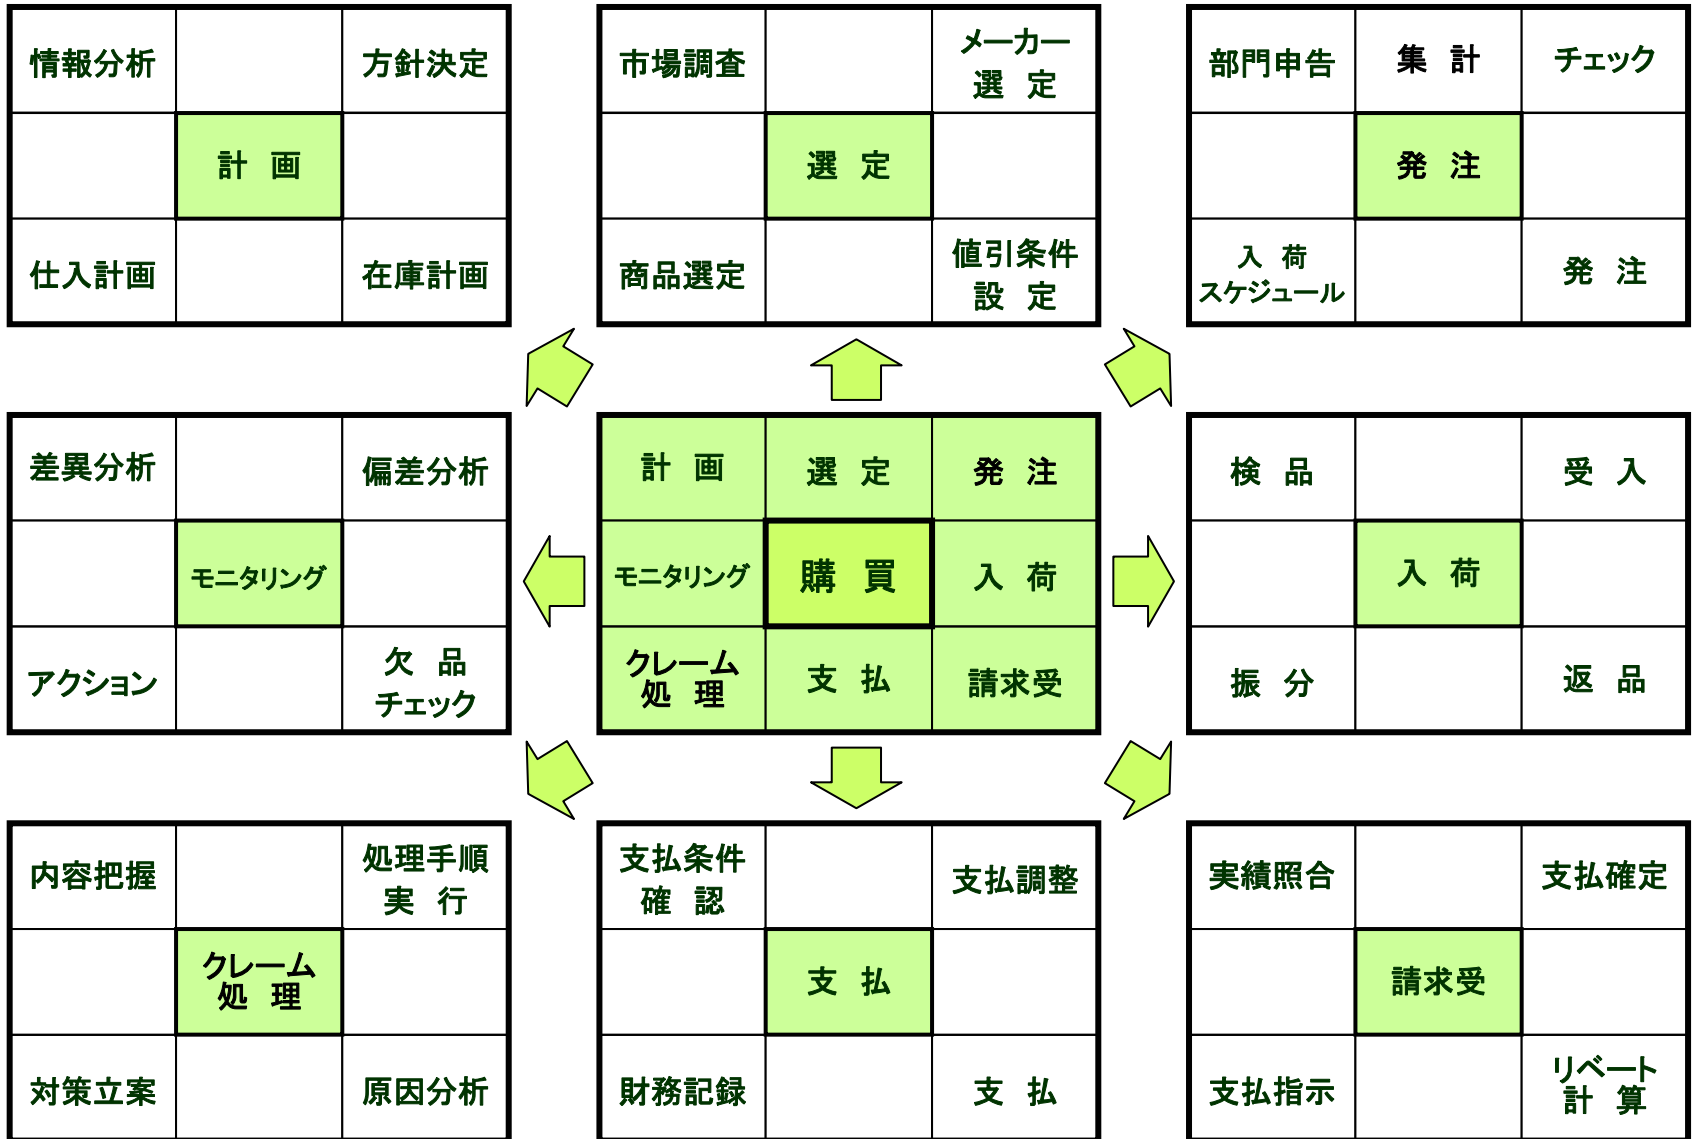 情報分析
方針決定
計 画
仕入計画
在庫計画
市場調査
メーカー
選 定
選 定
商品選定
値引条件
設 定
部門申告
集 計
チェック
発 注
入 荷
スケジュール
発 注
差異分析
偏差分析
モニタリング
アクション
欠 品
チェック
計 画
選 定
発 注
モニタリング
購 買
入 荷
クレーム
処 理
支 払
請求受
検 品
受 入
入 荷
振 分
返 品
内容把握
処理手順
実 行
クレーム
処 理
対策立案
原因分析
支払条件
確 認
支払調整
支 払
財務記録
支 払
実績照合
支払確定
請求受
支払指示
リベート
計 算